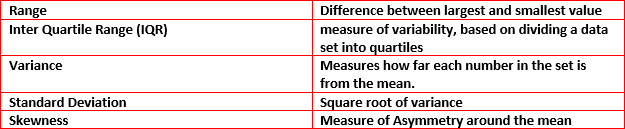 Range Difference between largest and smallest value
Inter Quartile Range (IQR) measure of variability, based on dividing a data
set into quartiles
Variance Measures how far each number in the set is
from the mean.
Standard Deviation Square root of variance
Skewness Measure of Asymmetry around the mean